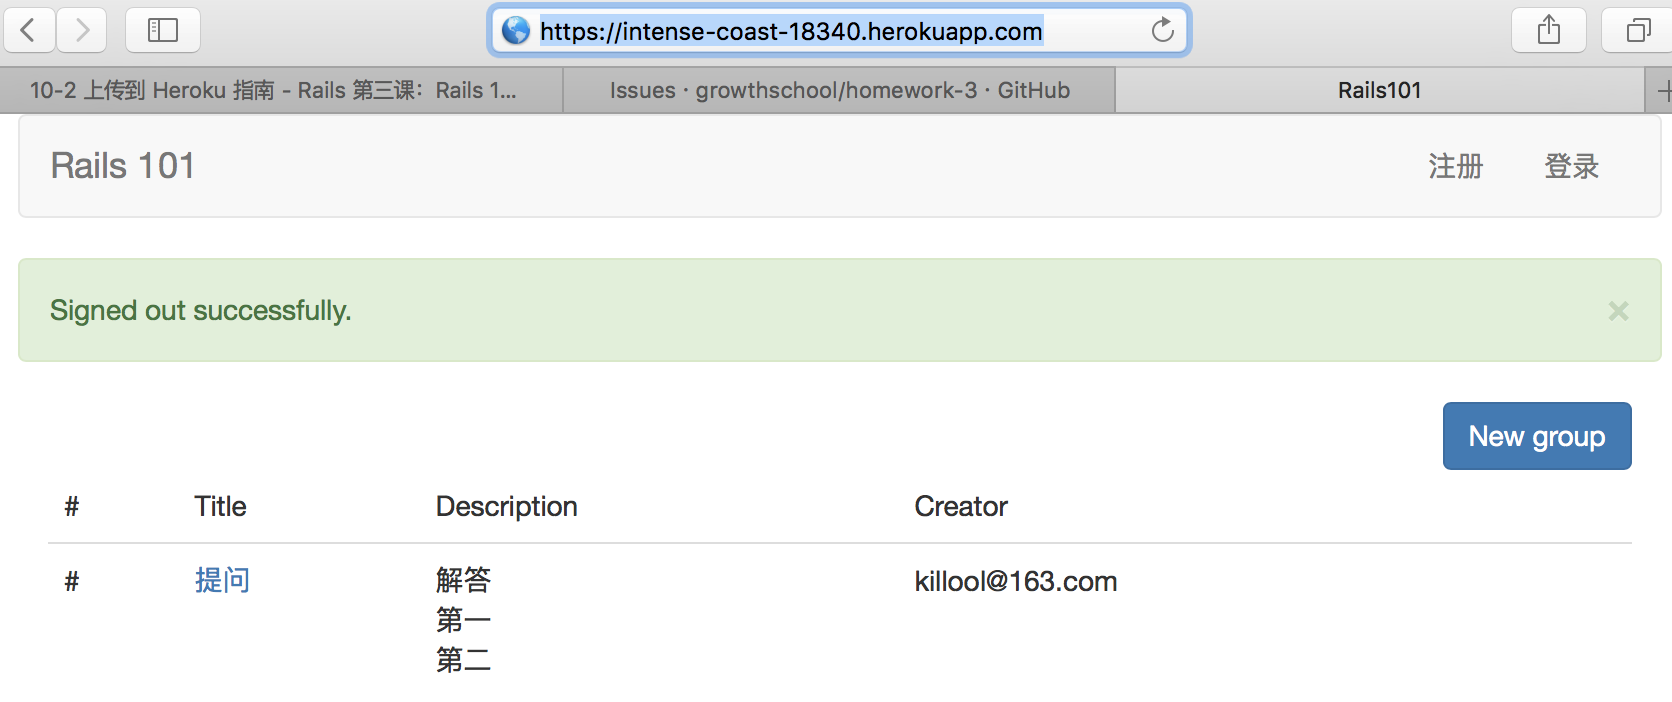 https://intense-coast-18340.herokuapp.com
10-2 上传到 Heroku 指南 - Rails 第三课：Rails 1...
Issues · growthschool/homework-3 · GitHub
Rails101
Rails 101
注册
登录
Signed out successfully.
×
New group
# Title Description Creator
# 提问 解答 killool@163.com
第一
第二